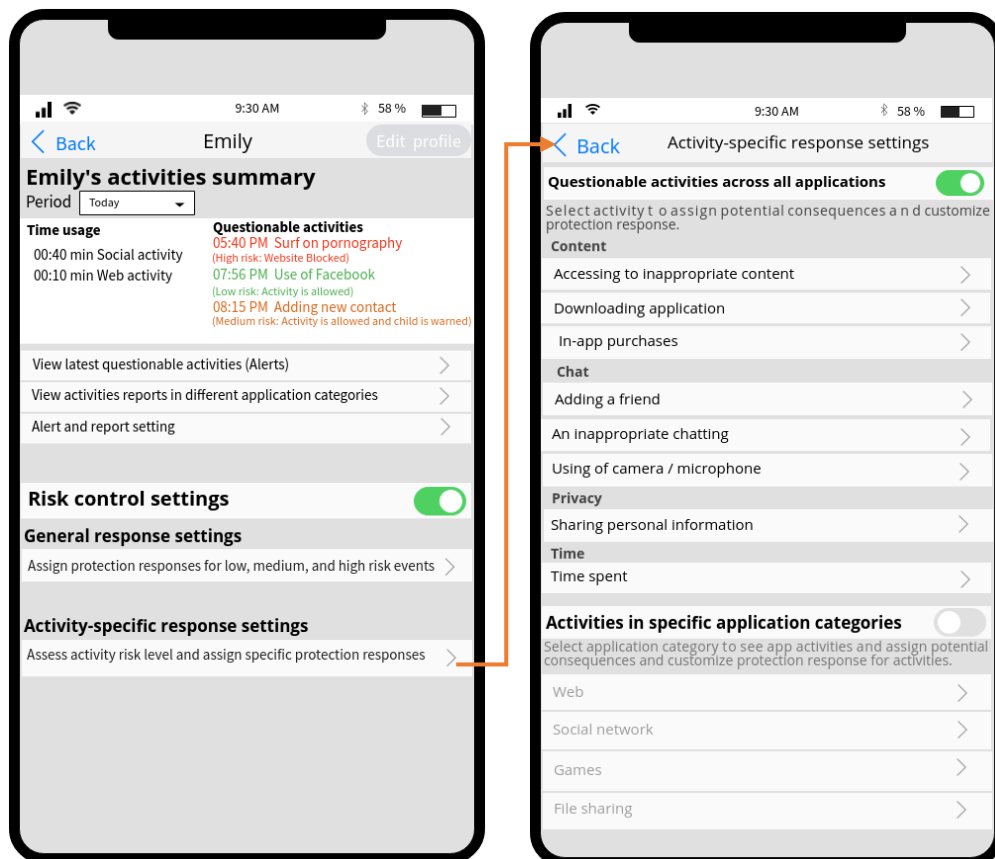 9:30 AM
58 %
Back
Emily
Edit profile
Emily's activities summary
Period
Today
Time usage
00:40 min Social activity
00:10 min Web activity
Questionable activities
05:40 PM Surf on pornography
(High risk: Website Blocked)
07:56 PM Use of Facebook
(Low risk: Activity is allowed)
08:15 PM Adding new contact
(Medium risk: Activity is allowed and child is warned)
View latest questionable activities (Alerts)
View activities reports in different application categories
Alert and report setting
Risk control settings
General response settings
Assign protection responses for low, medium, and high risk events
Activity-specific response settings
Assess activity risk level and assign specific protection responses
9:30 AM
58 %
Back
Activity-specific response settings
Questionable activities across all applications
Select activity t o assign potential consequences a n d customize
protection response.
Content
Accessing to inappropriate content
Downloading application
In-app purchases
Chat
Adding a friend
An inappropriate chatting
Using of camera / microphone
Privacy
Sharing personal information
Time
Time spent
Activities in specific application categories
Select application category to see app activities and assign potential
consequences and customize protection response for activities.
Web
Social network
Games
File sharing